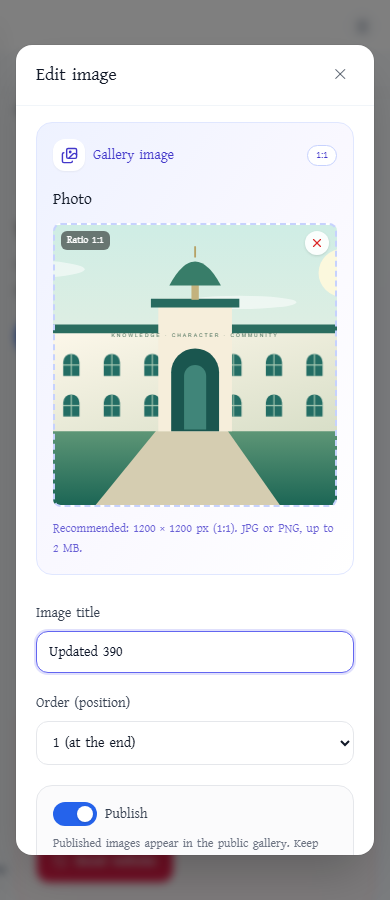 Edit image
Gallery image
1:1
Photo
Ratio 1:1
KNOWLEDGE · CHARACTER · COMMUNITY
Recommended: 1200 × 1200 px (1:1). JPG or PNG, up to
2 MB.
Image title
Updated 390
Order (position)
1 (at the end)
Publish
Published images appear in the public gallery. Keep